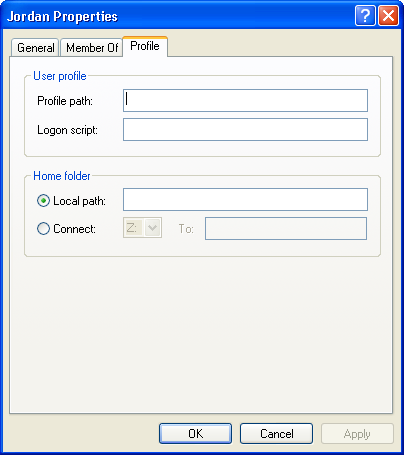 Jordan Properties
General Member Of Profile
User profile
Profile path:
Logon script:
Home folder
Local path:
Connect: Z: To:
OK Cancel Apply